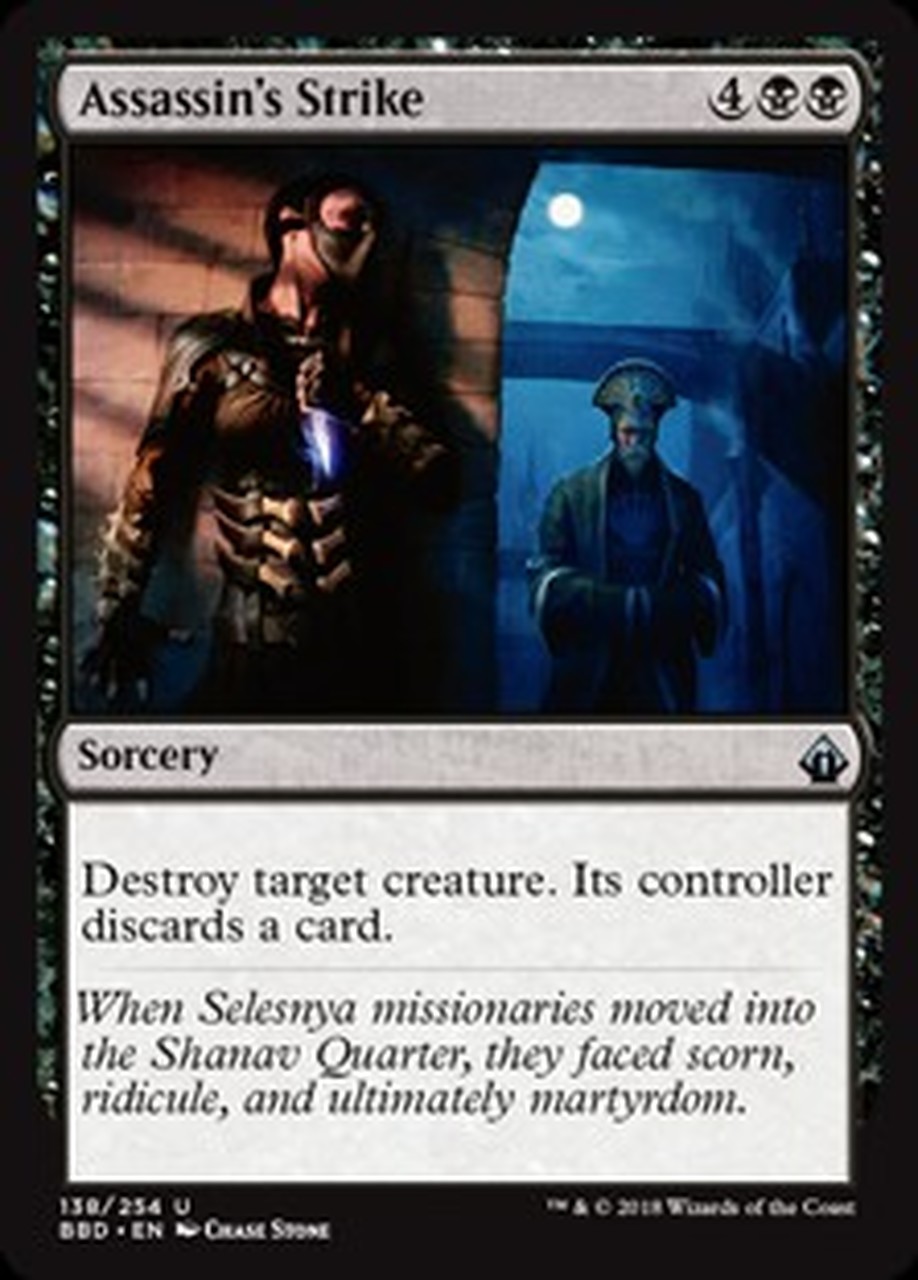 Assassin's Strike 4
Sorcery
Destroy target creature. Its controller
discards a card.
When Selesnya missionaries moved into
the Shanav Quarter, they faced scorn,
ridicule, and ultimately martyrdom.
138/254 U
BBD • EN Chase Stone
™ & © 2018 Wizards of the Coast